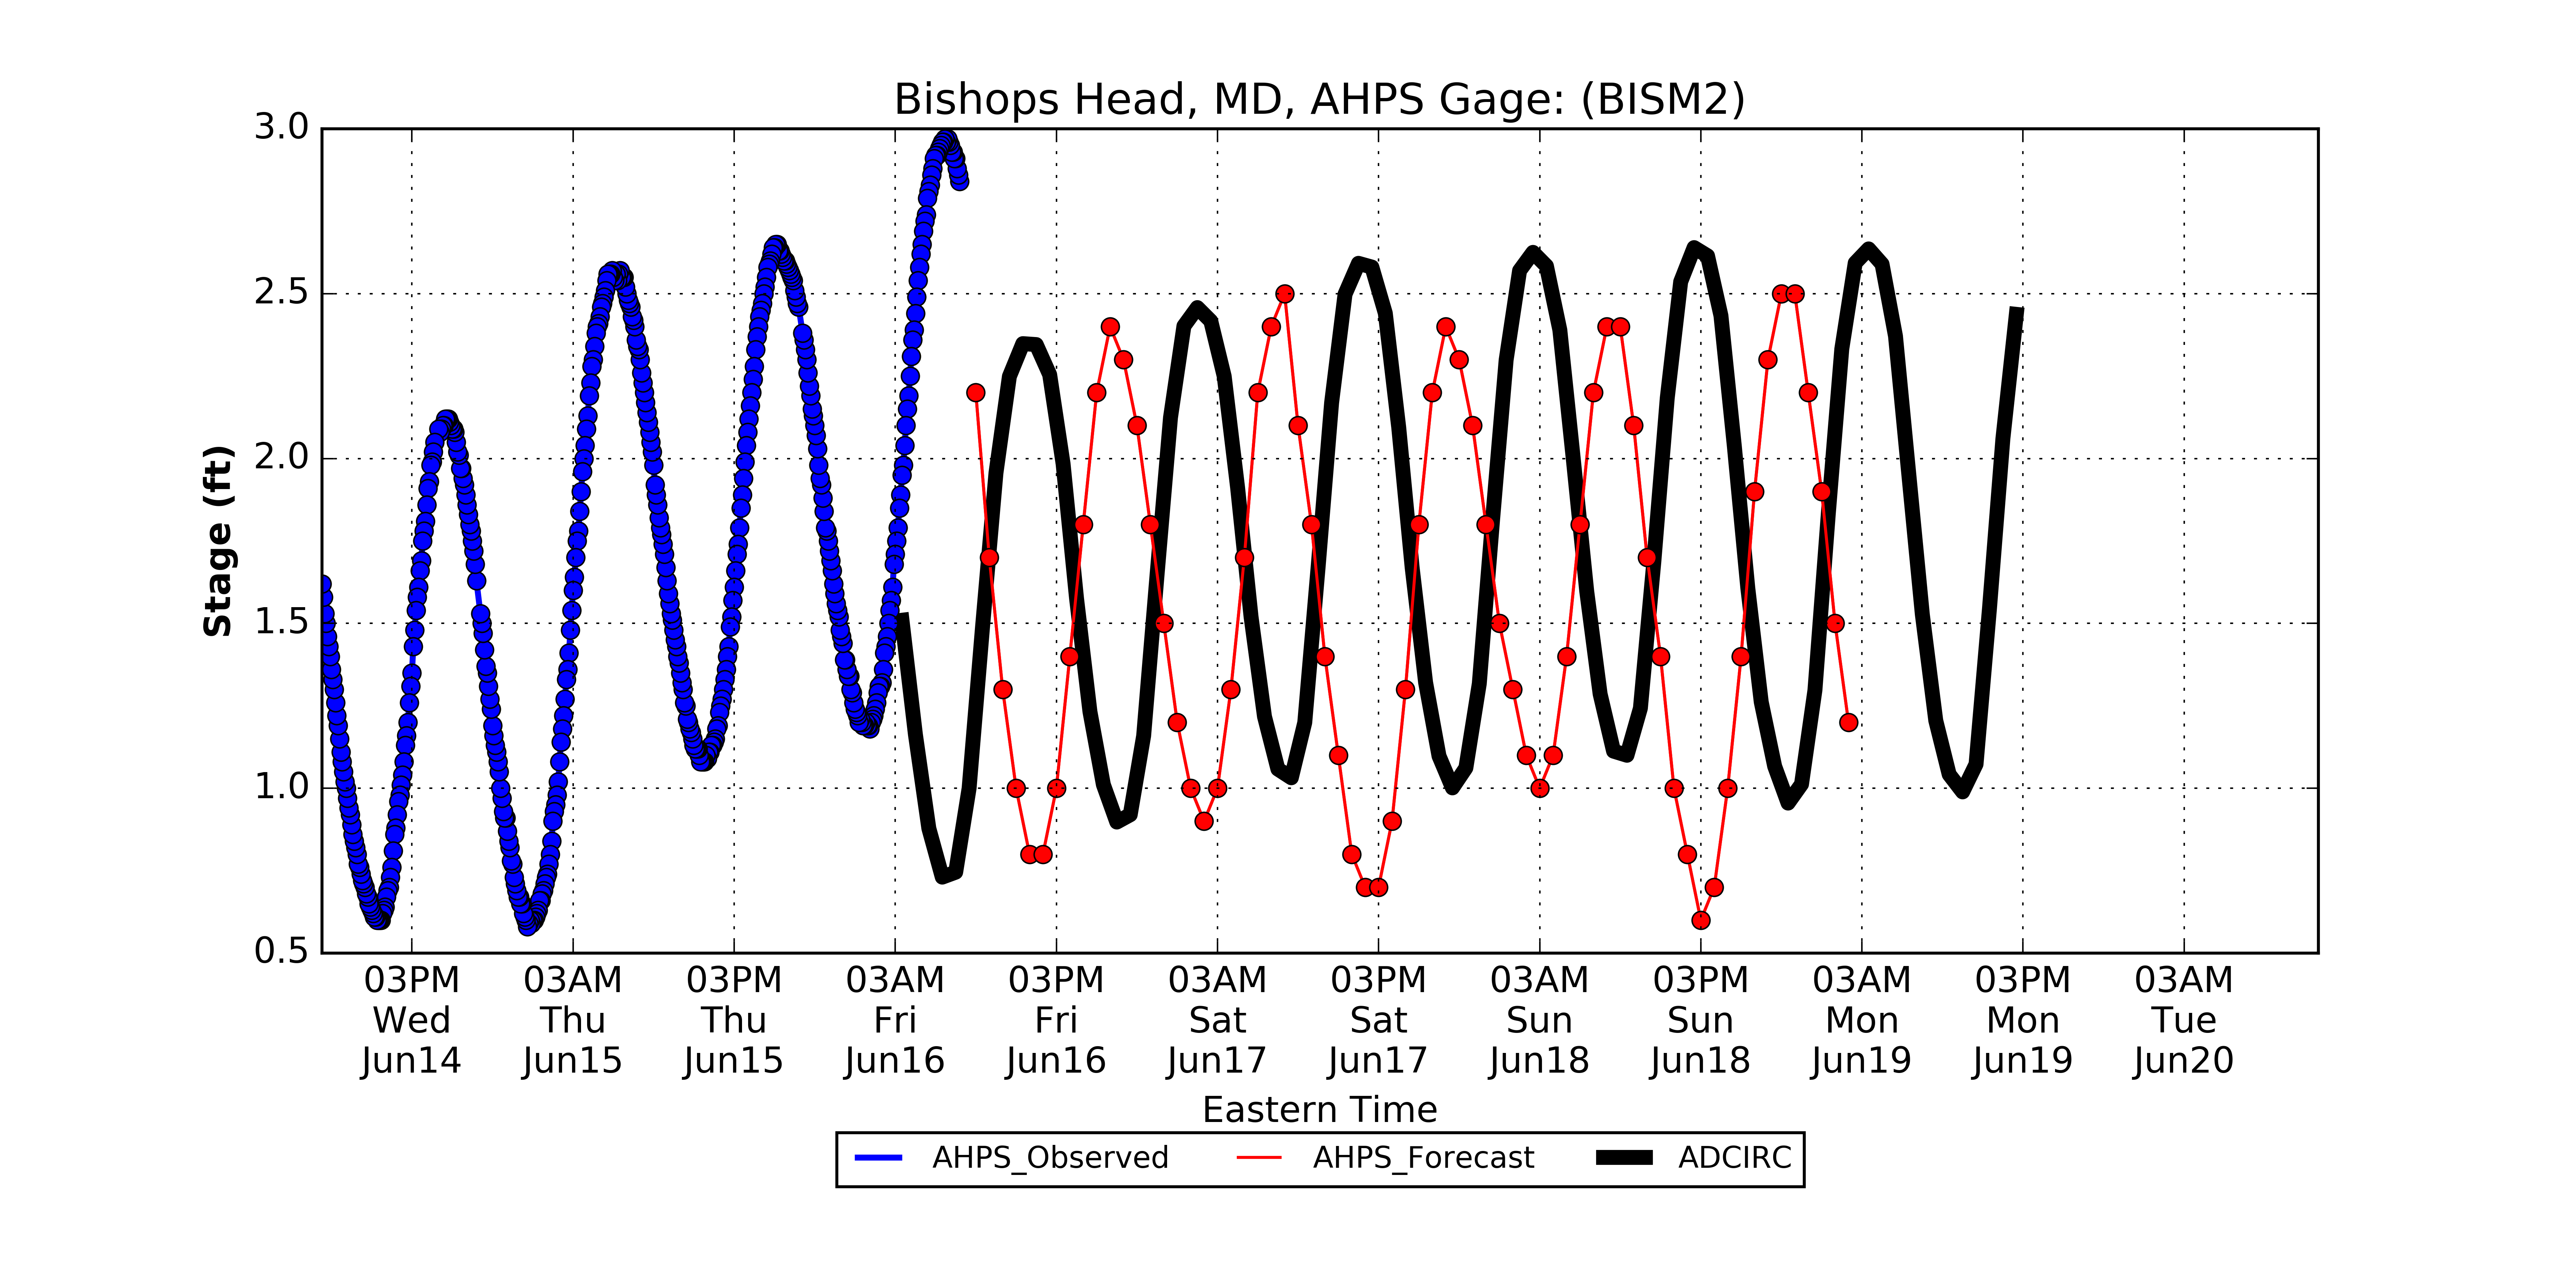 Bishops Head, MD, AHPS Gage: (BISM2)
3.0
2.5
2.0
1.5
1.0
0.5
Stage (ft)
03PM 03AM 03PM 03AM 03PM 03AM 03PM 03AM 03PM 03AM 03PM 03AM
Wed Thu Thu Fri Fri Sat Sat Sun Sun Mon Mon Tue
Jun14 Jun15 Jun15 Jun16 Jun16 Jun17 Jun17 Jun18 Jun18 Jun19 Jun19 Jun20
Eastern Time
AHPS_Observed AHPS_Forecast ADCIRC